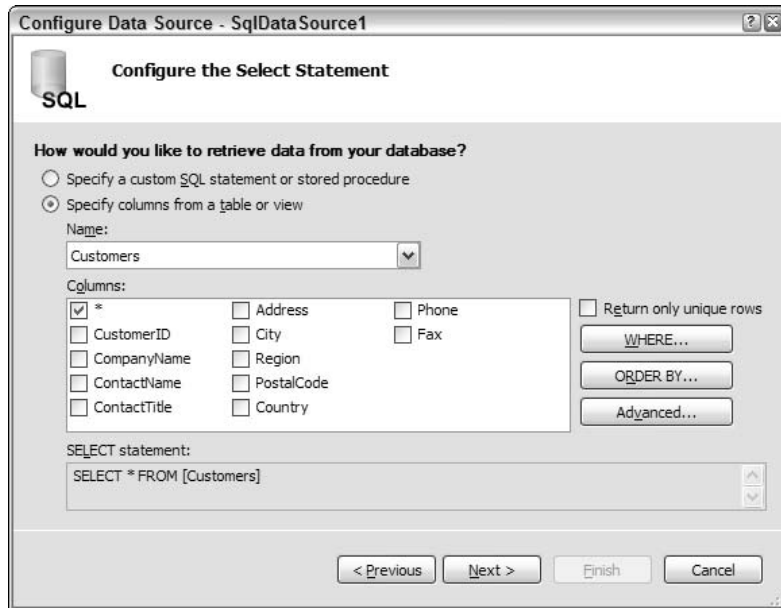 Configure Data Source - SqlDataSource1
Configure the Select Statement
SQL
How would you like to retrieve data from your database?
Specify a custom SQL statement or stored procedure
Specify columns from a table or view
Name:
Customers
Columns:
* Address Phone Return only unique rows
CustomerID City Fax WHERE...
CompanyName Region
ContactName PostalCode ORDER BY...
ContactTitle Country Advanced...
SELECT statement:
SELECT * FROM [Customers]
< Previous Next > Finish Cancel